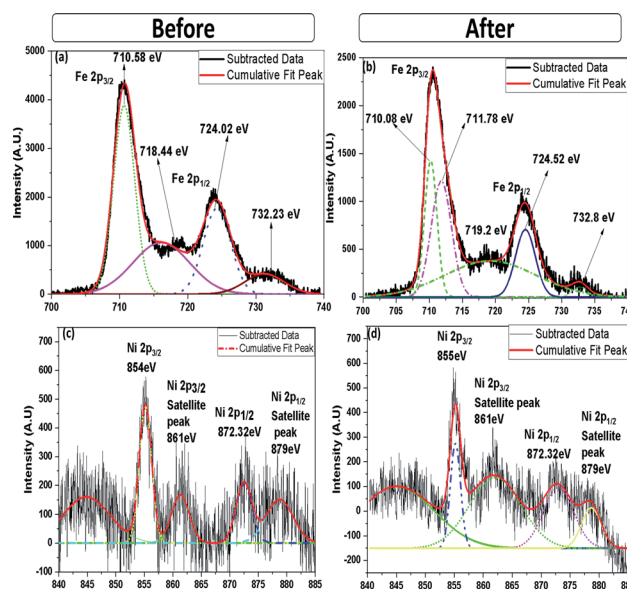 Before
After
(a)
710.58 eV
Subtracted Data
Cumulative Fit Peak
Fe 2p3/2
724.02 eV
718.44 eV
Fe 2p1/2
732.23 eV
Intensity (A.U.)
5000
4000
3000
2000
1000
0
700 710 720 730 740
(b)
Fe 2p3/2
Subtracted Data
Cumulative Fit Peak
710.08 eV
711.78 eV
724.52 eV
Fe 2p1/2
719.2 eV
732.8 eV
Intensity (A.U.)
2500
2000
1500
1000
500
0
700 705 710 715 720 725 730 735
(c)
Subtracted Data
Cumulative Fit Peak
Ni 2p3/2
854eV
Ni 2p3/2
Satellite
peak
861eV
Ni 2p1/2
872.32eV
Ni 2p1/2
Satellite
peak
879eV
Intensity (A.U)
700
600
500
400
300
200
100
0
-100
840 845 850 855 860 865 870 875 880 885
(d)
Subtracted Data
Cumulative Fit Peak
Ni 2p3/2
855eV
Ni 2p3/2
Satellite peak
861eV
Ni 2p1/2
872.32eV
Ni 2p1/2
Satellite
peak
879eV
Intensity (A.U)
700
600
500
400
300
200
100
0
-100
-200
840 845 850 855 860 865 870 875 880